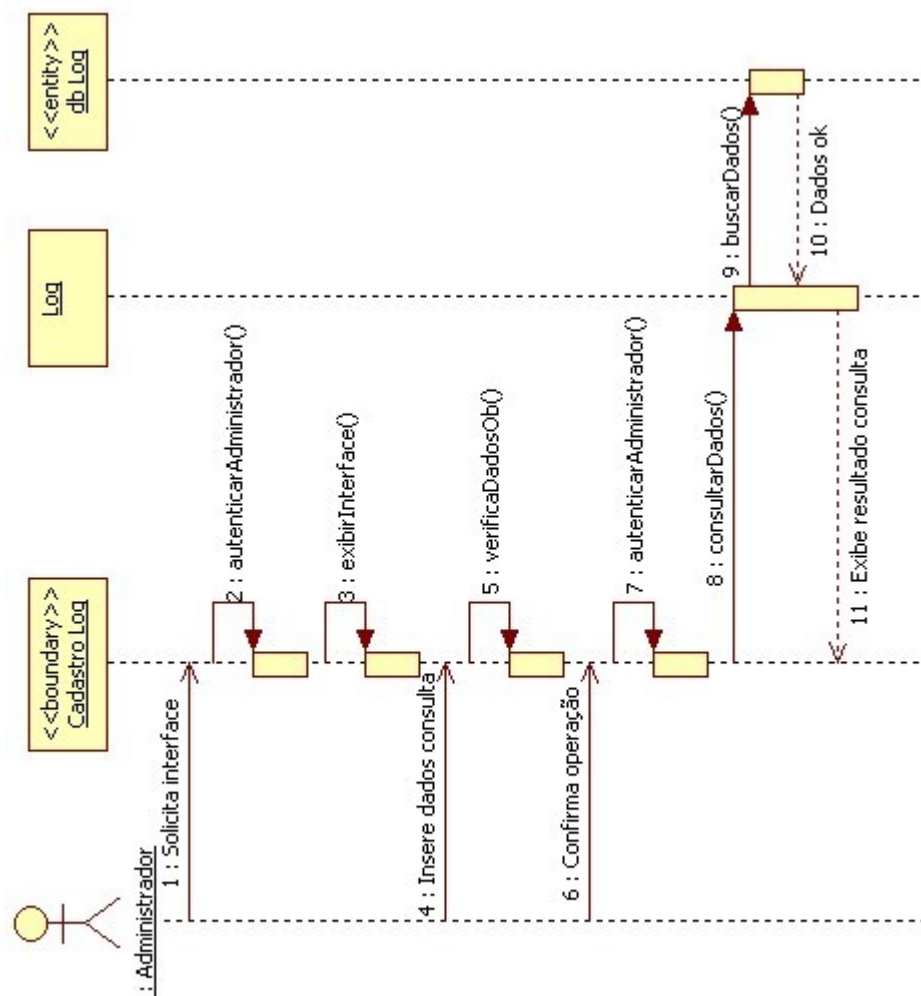 : Administrador
<<boundary>>
Cadastro Log
Log
<<entity>>
db Log
1 : Solicita interface
2 : autenticarAdministrador()
3 : exibirInterface()
4 : Insere dados consulta
5 : verificaDadosOb()
6 : Confirma operação
7 : autenticarAdministrador()
8 : consultarDados()
9 : buscarDados()
10 : Dados ok
11 : Exibe resultado consulta